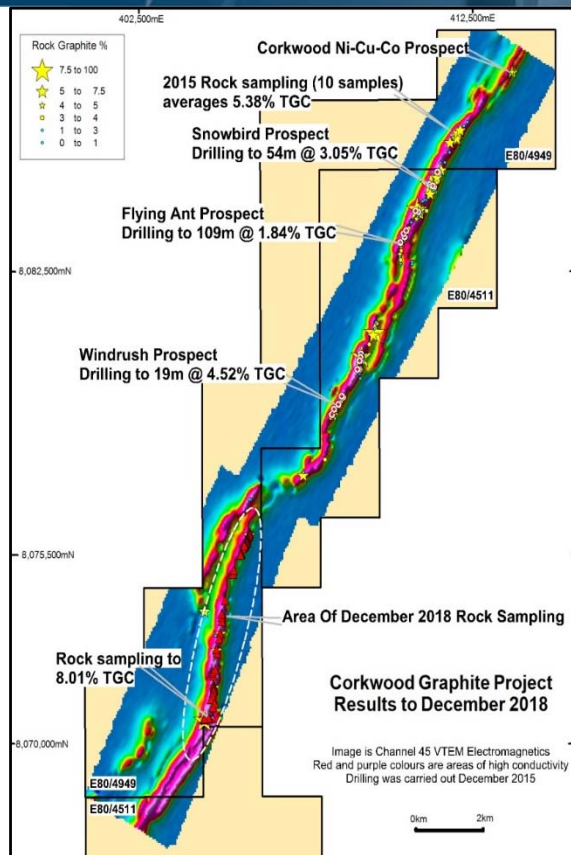 402,500mE
412,500mE
Rock Graphite %
7.5 to 100
5 to 7.5
4 to 5
3 to 4
1 to 3
0 to 1
Corkwood Ni-Cu-Co Prospect
2015 Rock sampling (10 samples)
averages 5.38% TGC
Snowbird Prospect
Drilling to 54m @ 3.05% TGC
E80/4949
Flying Ant Prospect
Drilling to 109m @ 1.84% TGC
8,082,500mN
E80/4511
Windrush Prospect
Drilling to 19m @ 4.52% TGC
8,075,500mN
Area Of December 2018 Rock Sampling
Rock sampling to
8.01% TGC
Corkwood Graphite Project
Results to December 2018
8,070,000mN
Image is Channel 45 VTEM Electromagnetics
Red and purple colours are areas of high conductivity
Drilling was carried out December 2015
E80/4949
E80/4511
0km
2km